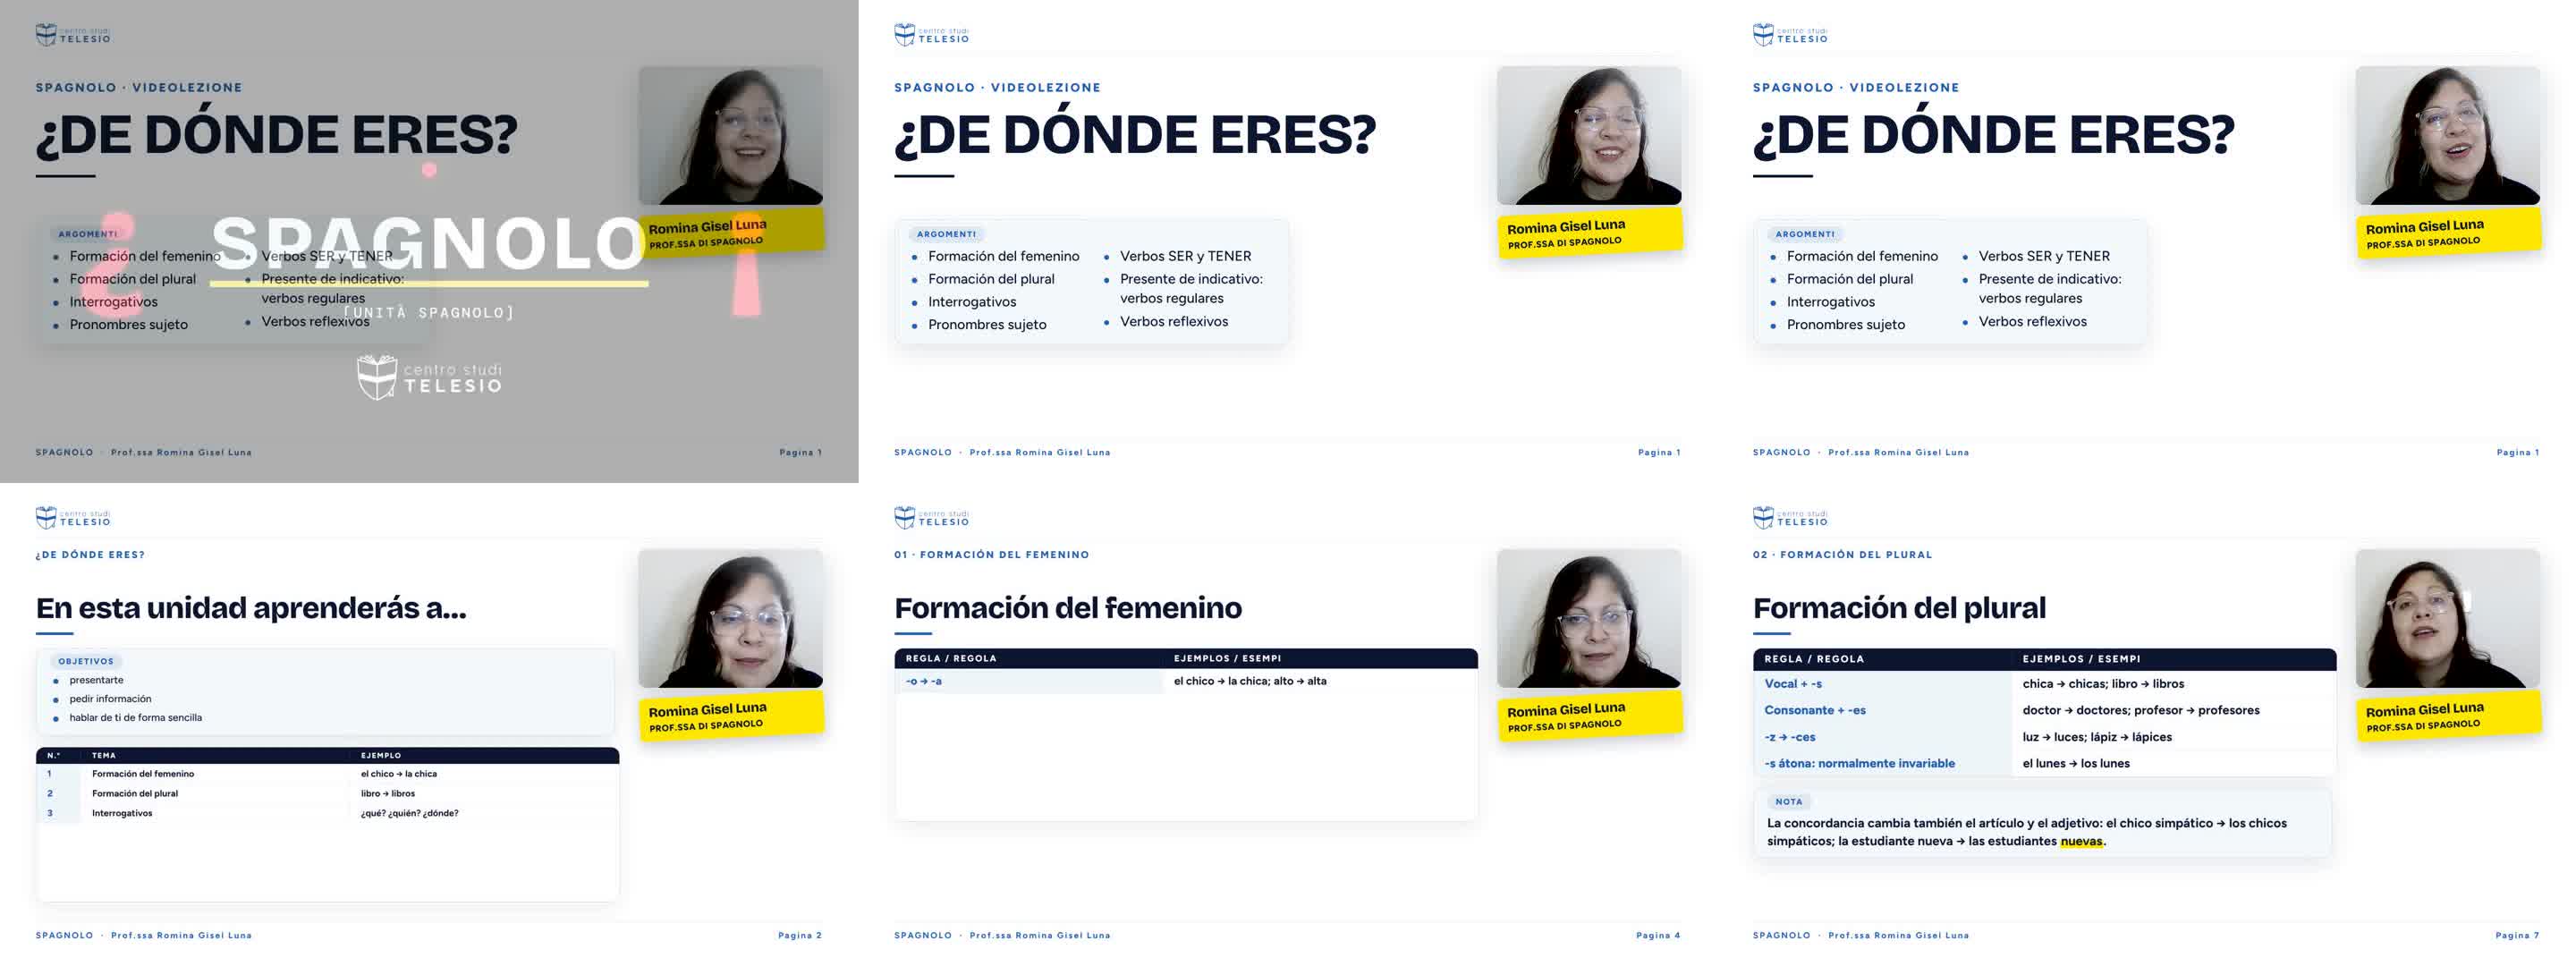 centro studi
TELESIO
SPAGNOLO · VIDEOLEZIONE
¿DE DÓNDE ERES?
ARGOMENTI
Formación del femenino
Formación del plural
Interrogativos
Pronombres sujeto
Verbos SER y TENER
Presente de indicativo:
verbos regulares
Verbos reflexivos
Romina Gisel Luna
PROF.SSA DI SPAGNOLO
¿ SPAGNOLO ¡
[UNITÀ SPAGNOLO]
centro studi
TELESIO
SPAGNOLO · Prof.ssa Romina Gisel Luna
Pagina 1
centro studi
TELESIO
SPAGNOLO · VIDEOLEZIONE
¿DE DÓNDE ERES?
ARGOMENTI
Formación del femenino
Formación del plural
Interrogativos
Pronombres sujeto
Verbos SER y TENER
Presente de indicativo:
verbos regulares
Verbos reflexivos
Romina Gisel Luna
PROF.SSA DI SPAGNOLO
SPAGNOLO · Prof.ssa Romina Gisel Luna
Pagina 1
centro studi
TELESIO
SPAGNOLO · VIDEOLEZIONE
¿DE DÓNDE ERES?
ARGOMENTI
Formación del femenino
Formación del plural
Interrogativos
Pronombres sujeto
Verbos SER y TENER
Presente de indicativo:
verbos regulares
Verbos reflexivos
Romina Gisel Luna
PROF.SSA DI SPAGNOLO
SPAGNOLO · Prof.ssa Romina Gisel Luna
Pagina 1
centro studi
TELESIO
¿DE DÓNDE ERES?
En esta unidad aprenderás a...
OBJETIVOS
presentarte
pedir información
hablar de ti de forma sencilla
N.º TEMA EJEMPLO
1 Formación del femenino el chico → la chica
2 Formación del plural libro → libros
3 Interrogativos ¿qué? ¿quién? ¿dónde?
Romina Gisel Luna
PROF.SSA DI SPAGNOLO
SPAGNOLO · Prof.ssa Romina Gisel Luna
Pagina 2
centro studi
TELESIO
01 · FORMACIÓN DEL FEMENINO
Formación del femenino
REGLA / REGOLA EJEMPLOS / ESEMPI
-o → -a el chico → la chica; alto → alta
Romina Gisel Luna
PROF.SSA DI SPAGNOLO
SPAGNOLO · Prof.ssa Romina Gisel Luna
Pagina 4
centro studi
TELESIO
02 · FORMACIÓN DEL PLURAL
Formación del plural
REGLA / REGOLA EJEMPLOS / ESEMPI
Vocal + -s chica → chicas; libro → libros
Consonante + -es doctor → doctores; profesor → profesores
-z → -ces luz → luces; lápiz → lápices
-s átona: normalmente invariable el lunes → los lunes
NOTA
La concordancia cambia también el artículo y el adjetivo: el chico simpático → los chicos
simpáticos; la estudiante nueva → las estudiantes nuevas.
Romina Gisel Luna
PROF.SSA DI SPAGNOLO
SPAGNOLO · Prof.ssa Romina Gisel Luna
Pagina 7